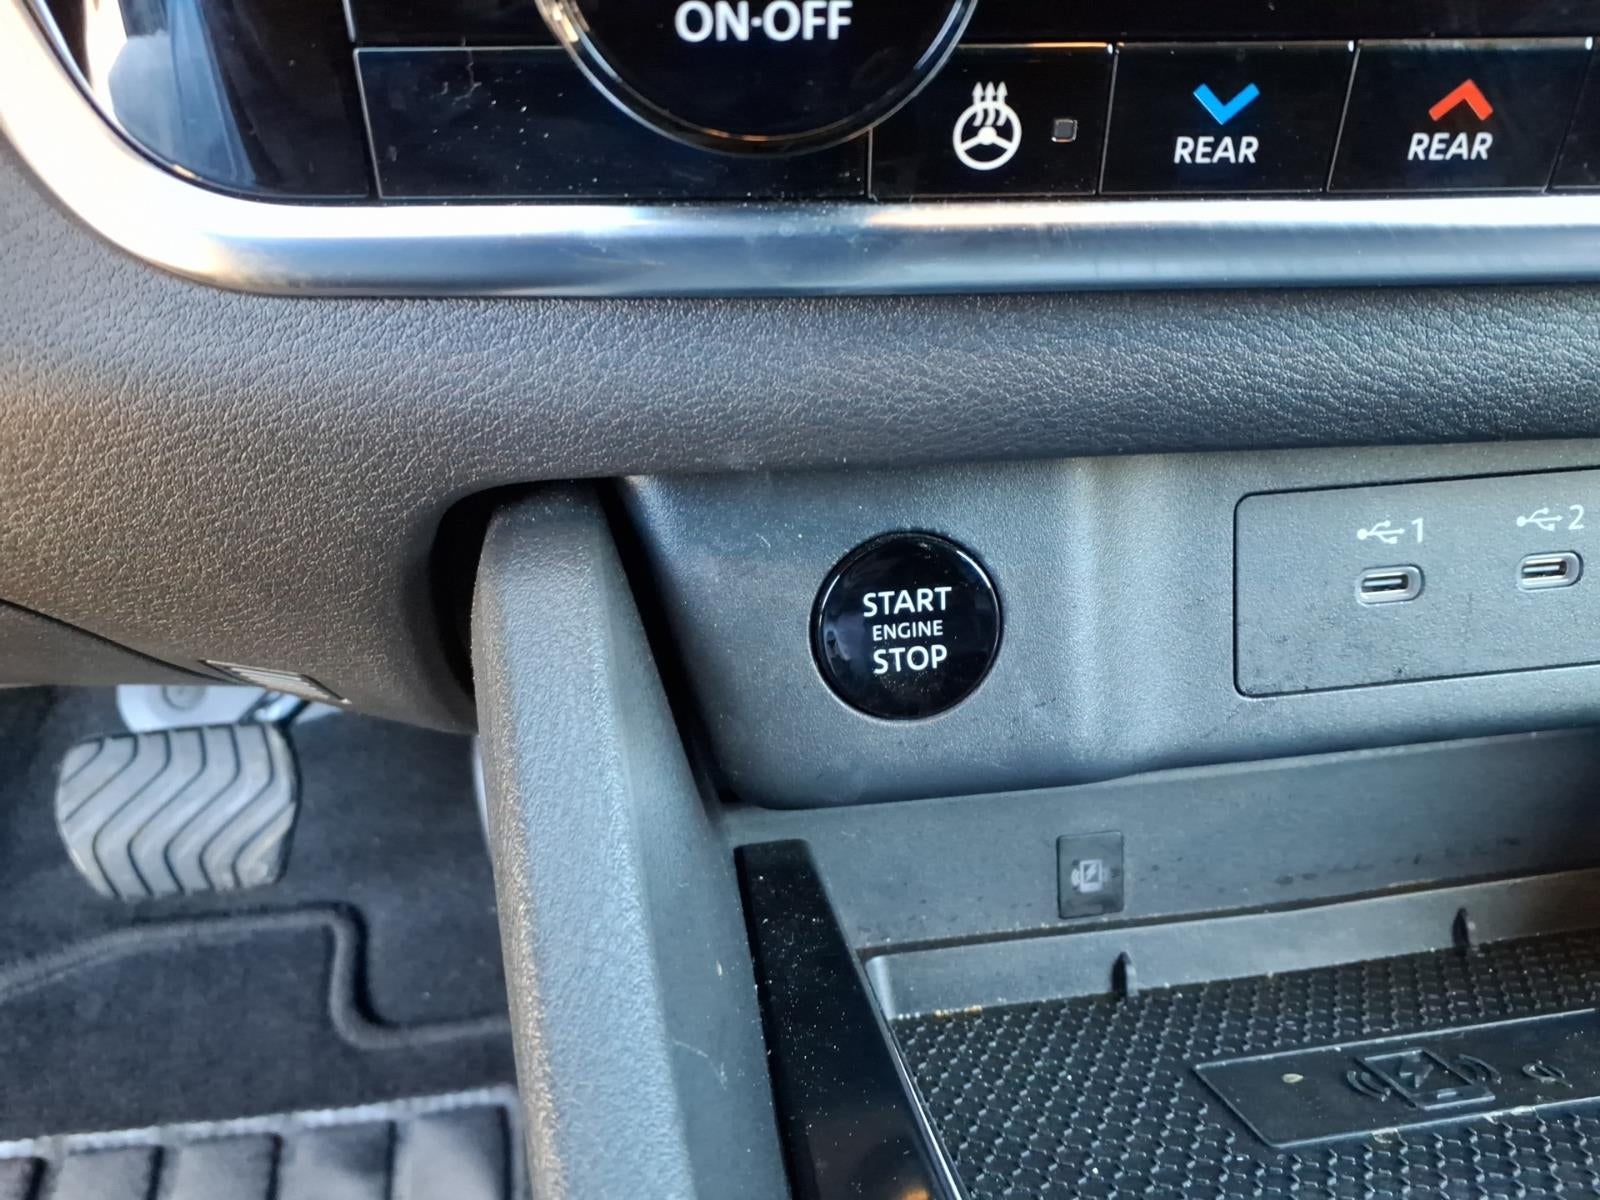 ON-OFF
REAR
REAR
1
2
START
ENGINE
STOP